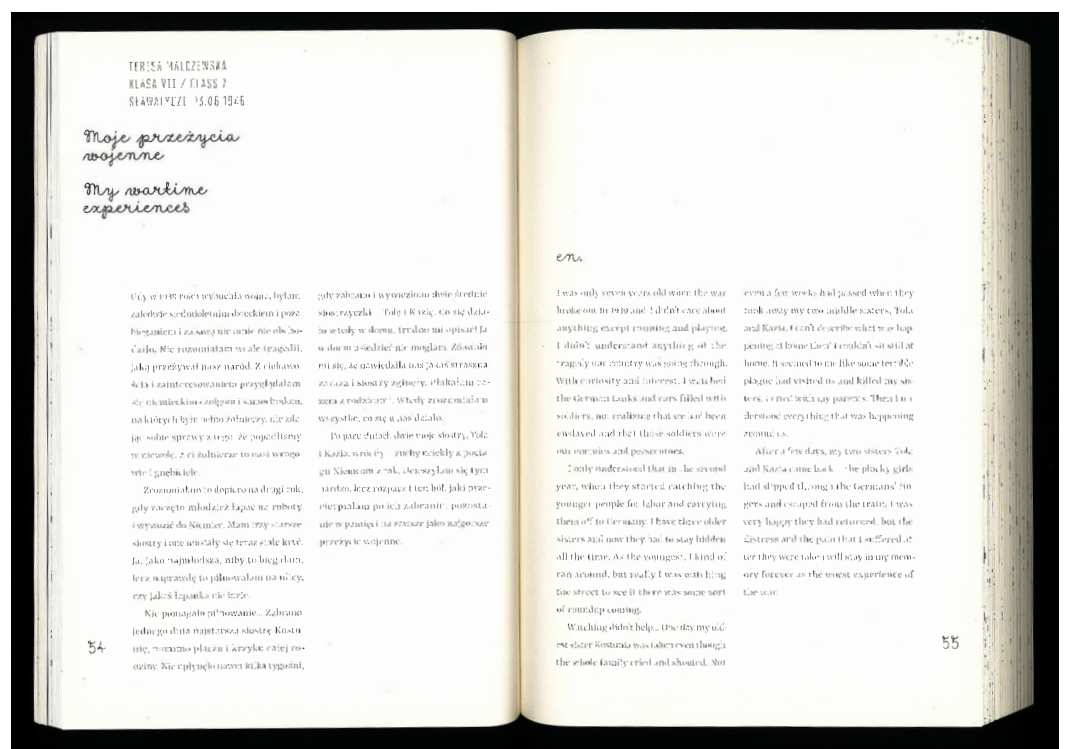 TERESA MALCZEWSKA
KLASA VII / CLASS 7
SŁAWATYCZE 13.06.1946
Moje przeżycia
wojenne
My wartime
experiences
Gdy w 1939 roku wybuchła wojna, byłam
zaledwie siedmioletnim dzieckiem i poza
bieganiem i zabawą nic mnie nie obcho-
dziło. Nie rozumiałam wcale tragedii,
jaką przeżywał nasz naród. Z ciekawo-
ścią i zainteresowaniem przyglądałam
się niemieckim czołgom i samochodom,
na których było pełno żołnierzy, nie zda-
jąc sobie sprawy z tego, że popadliśmy
w niewolę, a ci żołnierze to nasi wrogo-
wie i gnębiciele.
Zrozumiałam to dopiero na drugi rok,
gdy zaczęto młodzież łapać na roboty
i wywozić do Niemiec. Mam trzy starsze
siostry i one musiały się teraz stale kryć.
Ja, jako najmłodsza, niby to biegałam,
lecz naprawdę to pilnowałam na ulicy,
czy jakaś łapanka nie idzie.
Nic pomagało pilnowanie... Zabrano
jednego dnia najstarszą siostrę Kostu-
nię, pomimo płaczu i krzyku całej ro-
dziny. Nie upłynęło nawet kilka tygodni,
gdy zabrano i wywieziono dwie średnie
siostrzyczki – Tolę i Kazię. Co się dzia-
ło wtedy w domu, trudno mi opisać! Ja
w domu usiedzieć nie mogłam. Zdawało
mi się, że nawiedziła nas jakaś straszna
zaraza i siostry zginęły. Płakałam ra-
zem z rodzicami. Wtedy zrozumiałam
wszystko, co się u nas działo.
Po paru dniach, dwie moje siostry, Tola
i Kazia, wróciły – zuchy uciekły z pocią-
gu Niemcom z rąk. Ucieszyłam się tym
bardzo, lecz rozpacz i ten ból, jaki prze-
cierpiałam po ich zabraniu, pozosta-
nie w pamięci na zawsze jako najgorsze
przeżycie wojenne.
54
en.
I was only seven years old when the war
broke out in 1939 and I didn't care about
anything except running and playing.
I didn't understand anything of the
tragedy our country was going through.
With curiosity and interest, I watched
the German tanks and cars filled with
soldiers, not realizing that we had been
enslaved and that those soldiers were
our enemies and persecutors.
I only understood that in the second
year, when they started catching the
younger people for labor and carrying
them off to Germany. I have three older
sisters and now they had to stay hidden
all the time. As the youngest, I kind of
ran around, but really I was watching
the street to see if there was some sort
of roundup coming.
Watching didn't help... One day my old-
est sister Kostunia was taken even though
the whole family cried and shouted. Not
even a few weeks had passed when they
took away my two middle sisters, Tola
and Kazia. I can't describe what was hap-
pening at home then! I couldn't sit still at
home. It seemed to me like some terrible
plague had visited us and killed my sis-
ters. I cried with my parents. Then I un-
derstood everything that was happening
around us.
After a few days, my two sisters Tola
and Kazia came back – the plucky girls
had slipped through the Germans' fin-
gers and escaped from the train. I was
very happy they had returned, but the
distress and the pain that I suffered af-
ter they were taken will stay in my mem-
ory forever as the worst experience of
the war.
55